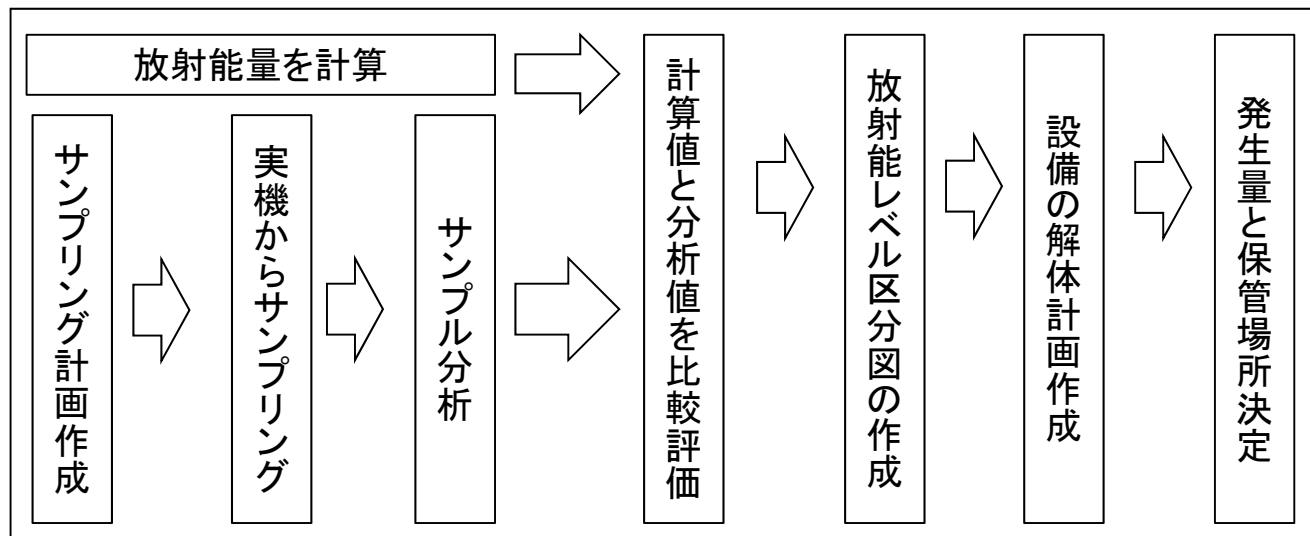 放射能量を計算
サンプリング計画作成
実機からサンプリング
サンプル分析
計算値と分析値を比較評価
放射能レベル区分図の作成
設備の解体計画作成
発生量と保管場所決定